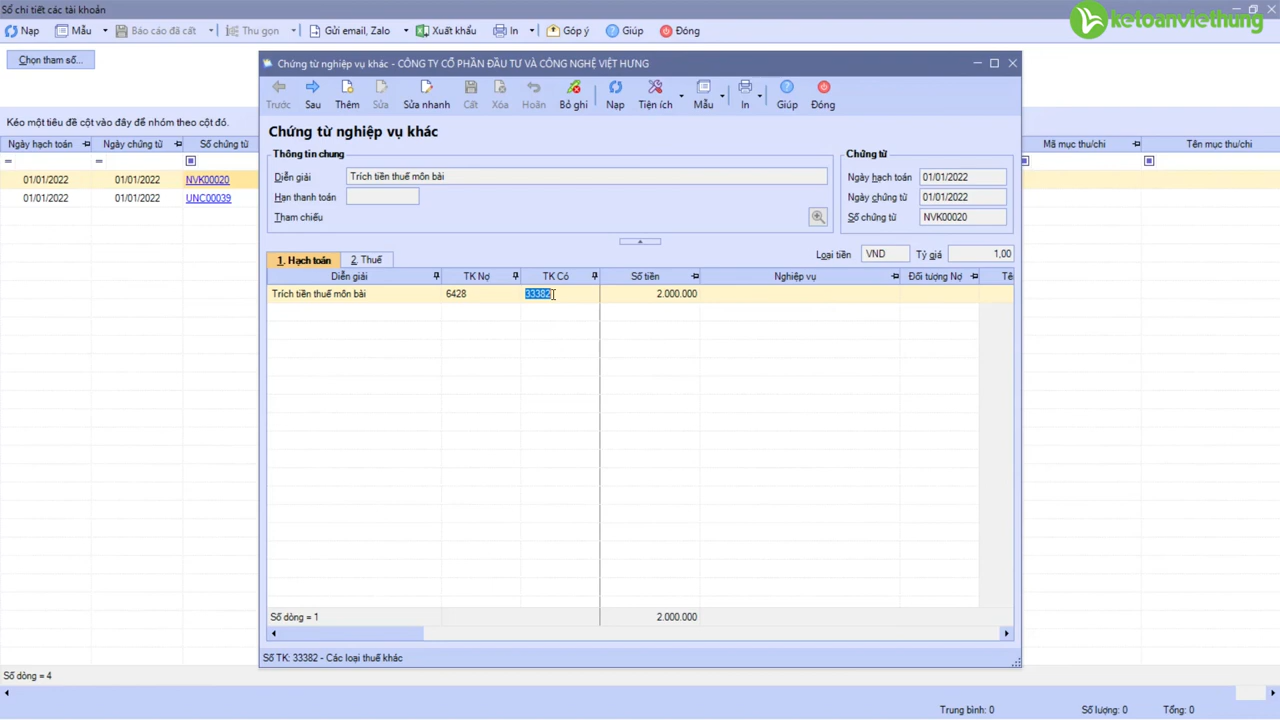 Sổ chi tiết các tài khoản
ketoanviethung
Nạp Mẫu Báo cáo đã cất Thu gọn Gửi email, Zalo Xuất khẩu In Góp ý Giúp Đóng
Chọn tham số...
Kéo một tiêu đề cột vào đây để nhóm theo cột đó.
Ngày hạch toán Ngày chứng từ Số chứng từ Mã mục thu/chi Tên mục thu/chi
= =
01/01/2022 01/01/2022 NVK00020
01/01/2022 01/01/2022 UNC00039
Chứng từ nghiệp vụ khác - CÔNG TY CỔ PHẦN ĐẦU TƯ VÀ CÔNG NGHỆ VIỆT HƯNG
Trước Sau Thêm Sửa Sửa nhanh Cất Xóa Hoãn Bỏ ghi Nạp Tiện ích Mẫu In Giúp Đóng
Chứng từ nghiệp vụ khác
Thông tin chung
Diễn giải Trích tiền thuế môn bài
Hạn thanh toán
Tham chiếu
Chứng từ
Ngày hạch toán 01/01/2022
Ngày chứng từ 01/01/2022
Số chứng từ NVK00020
1. Hạch toán 2. Thuế
Loại tiền VND Tỷ giá 1,00
Diễn giải TK Nợ TK Có Số tiền Nghiệp vụ Đối tượng Nợ Tê
Trích tiền thuế môn bài 6428 33382 2.000.000
Số dòng = 1 2.000.000
Số TK: 33382 - Các loại thuế khác
Số dòng = 4
Trung bình: 0 Số lượng: 0 Tổng: 0